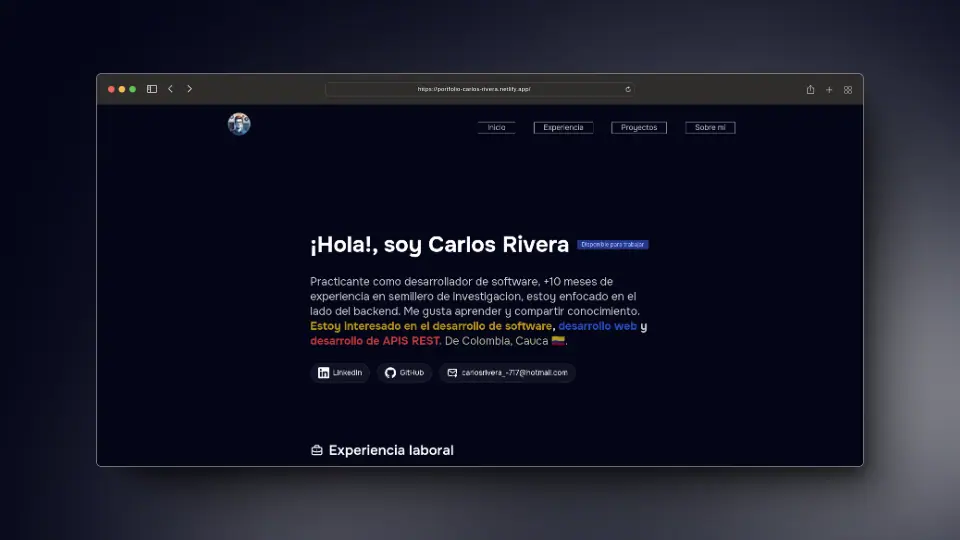 https://portfolio-carlos-rivera.netlify.app/
Inicio
Experiencia
Proyectos
Sobre mi
¡Hola!, soy Carlos Rivera
Disponible para trabajar
Practicante como desarrollador de software, +10 meses de
experiencia en semillero de investigacion, estoy enfocado en el
lado del backend. Me gusta aprender y compartir conocimiento.
Estoy interesado en el desarrollo de software, desarrollo web y
desarrollo de APIS REST. De Colombia, Cauca 🇨🇴.
LinkedIn
GitHub
carlosrivera_-717@hotmail.com
Experiencia laboral